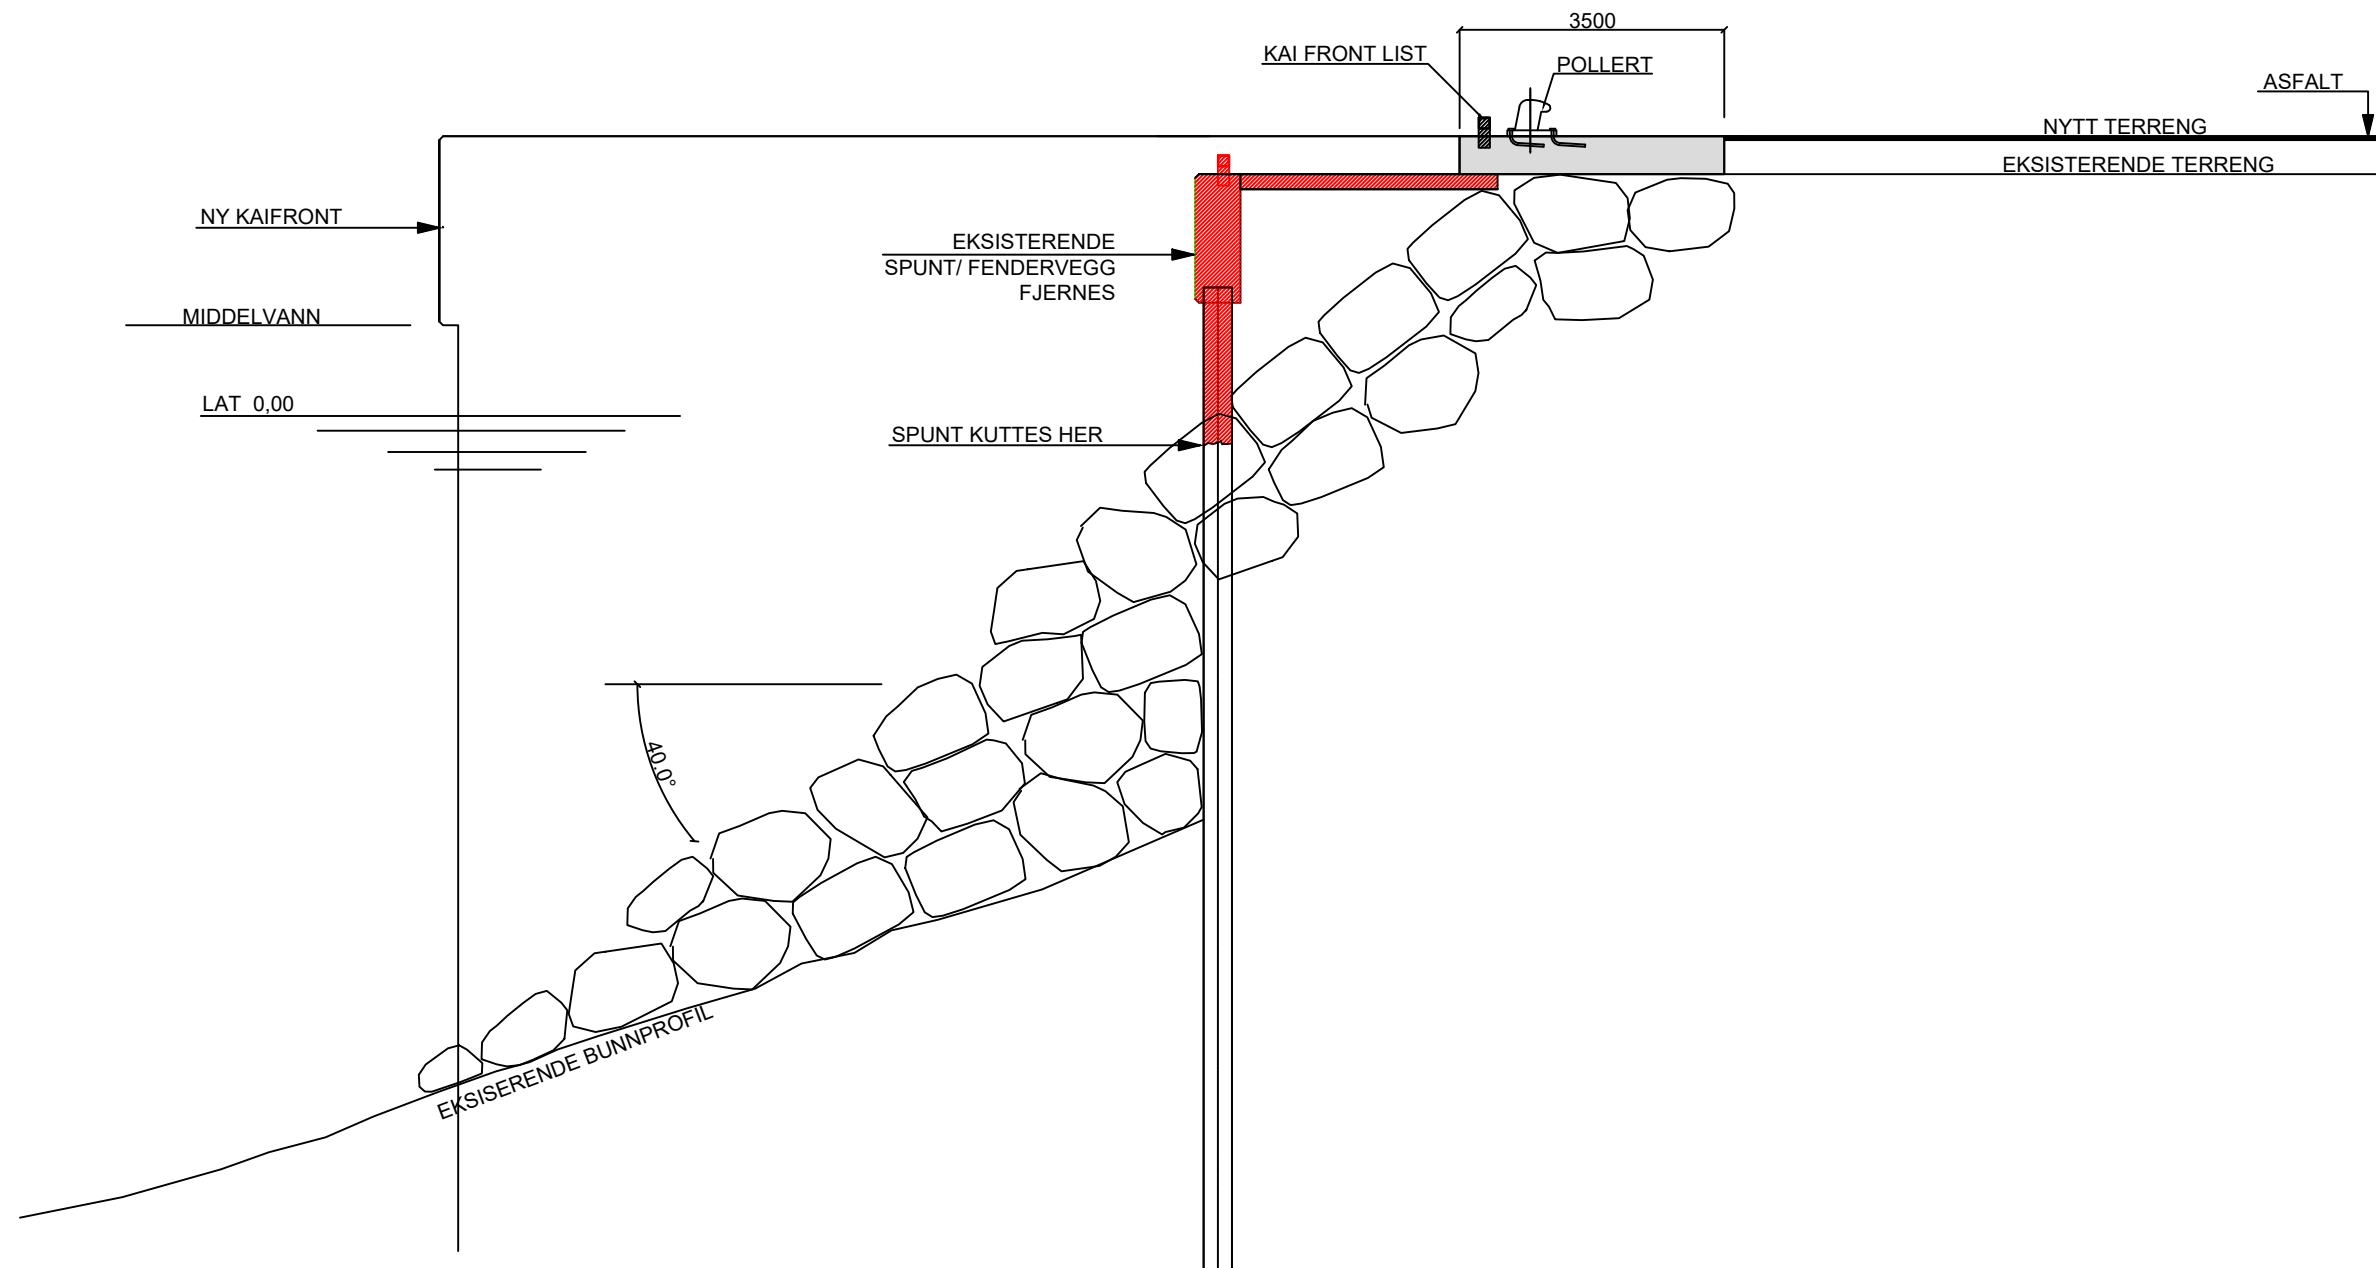 3500
KAI FRONT LIST
POLLERT
ASFALT
NYTT TERRENG
EKSISTERENDE TERRENG
NY KAIFRONT
EKSISTERENDE
SPUNT/ FENDERVEGG
FJERNES
MIDDELVANN
LAT 0,00
SPUNT KUTTES HER
40.0°
EKSISERENDE BUNNPROFIL